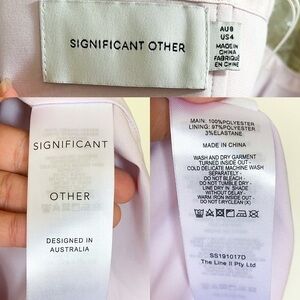 SIGNIFICANT OTHER
AU8
US4
MADE IN
CHINA
FABRIQUÉ
EN CHINE
SIGNIFICANT
OTHER
DESIGNED IN
AUSTRALIA
MAIN: 100%POLYESTER
LINING: 97%POLYESTER
3%ELASTANE
MADE IN CHINA
WASH AND DRY GARMENT
TURNED INSIDE OUT -
COLD DELICATE MACHINE WASH
SEPARATELY -
DO NOT BLEACH -
DO NOT TUMBLE DRY -
LINE DRY IN SHADE
WITHOUT DELAY -
WARM IRON INSIDE OUT -
DO NOT DRYCLEAN (X)
SS191017D
The Line II Pty Ltd